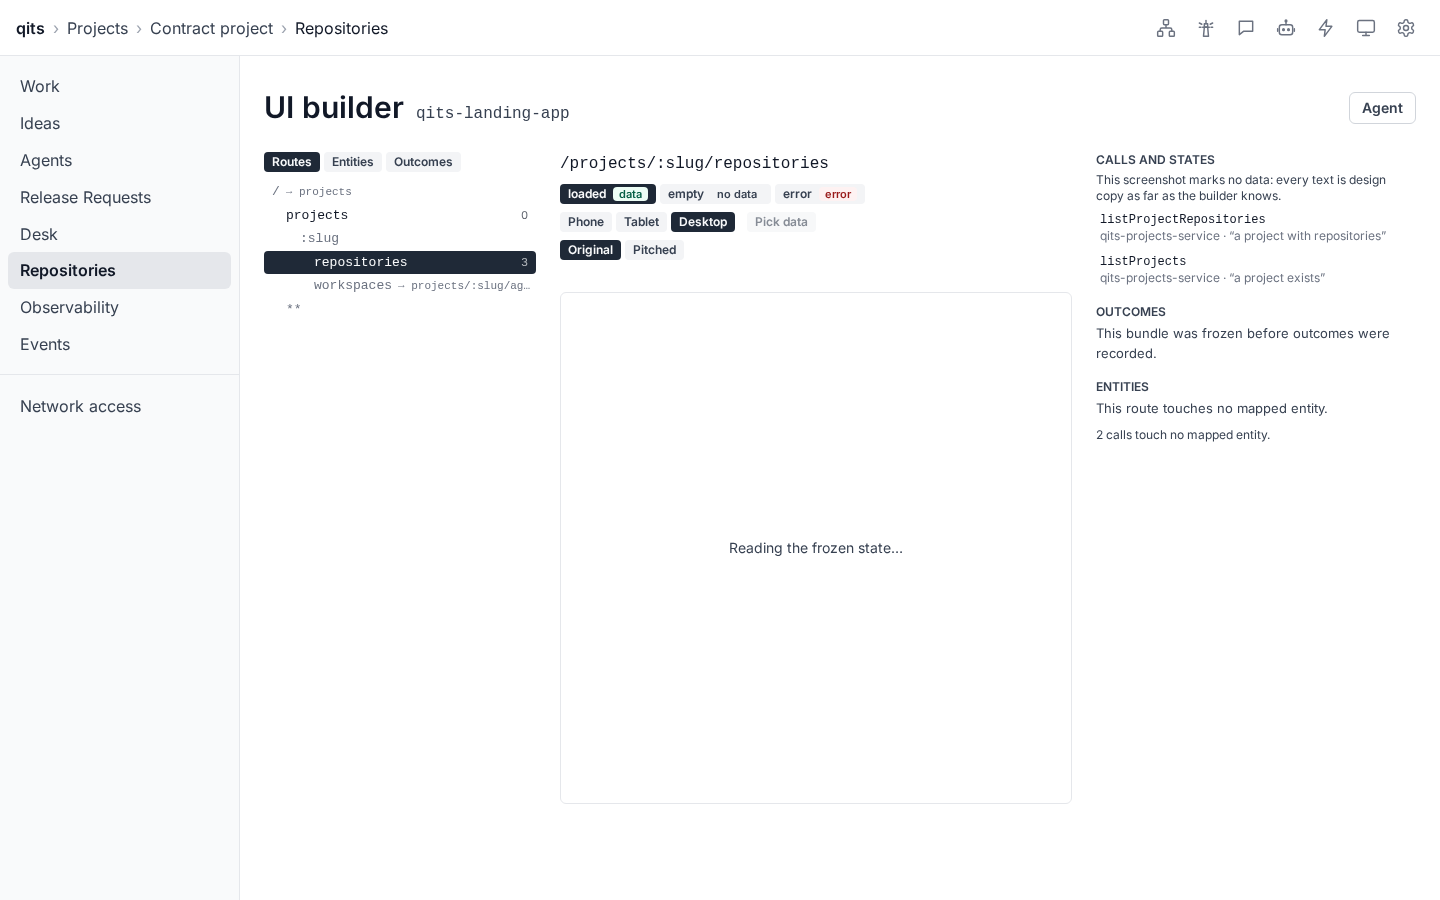 qits › Projects › Contract project › Repositories
Work
Ideas
Agents
Release Requests
Desk
Repositories
Observability
Events
Network access
UI builder qits-landing-app
Agent
Routes Entities Outcomes
/ → projects
projects 0
:slug
repositories 3
workspaces → projects/:slug/ag…
**
/projects/:slug/repositories
loaded data empty no data error error
Phone Tablet Desktop Pick data
Original Pitched
Reading the frozen state…
CALLS AND STATES
This screenshot marks no data: every text is design
copy as far as the builder knows.
listProjectRepositories
qits-projects-service · “a project with repositories”
listProjects
qits-projects-service · “a project exists”
OUTCOMES
This bundle was frozen before outcomes were
recorded.
ENTITIES
This route touches no mapped entity.
2 calls touch no mapped entity.